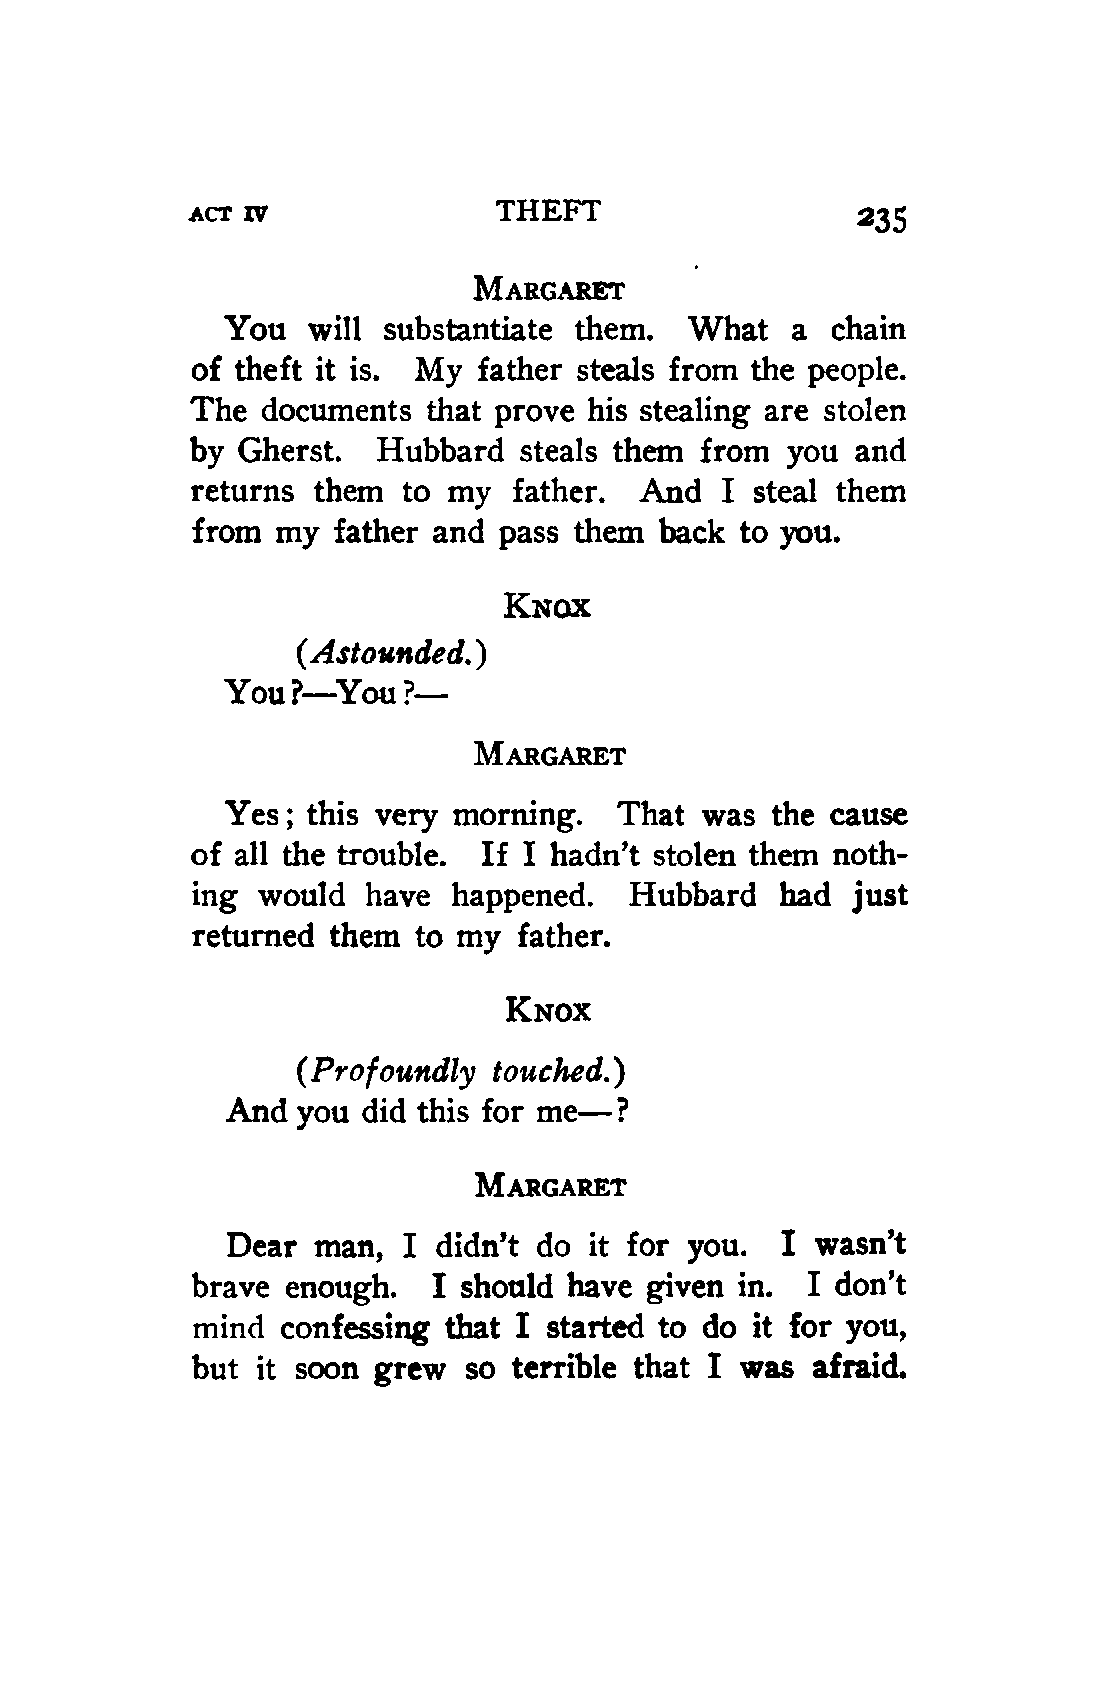 ACT IV THEFT 235
MARGARET
You will substantiate them. What a chain
of theft it is. My father steals from the people.
The documents that prove his stealing are stolen
by Gherst. Hubbard steals them from you and
returns them to my father. And I steal them
from my father and pass them back to you.
KNOX
(Astounded.)
You?—You?—
MARGARET
Yes; this very morning. That was the cause
of all the trouble. If I hadn't stolen them noth-
ing would have happened. Hubbard had just
returned them to my father.
KNOX
(Profoundly touched.)
And you did this for me—?
MARGARET
Dear man, I didn't do it for you. I wasn't
brave enough. I should have given in. I don't
mind confessing that I started to do it for you,
but it soon grew so terrible that I was afraid.